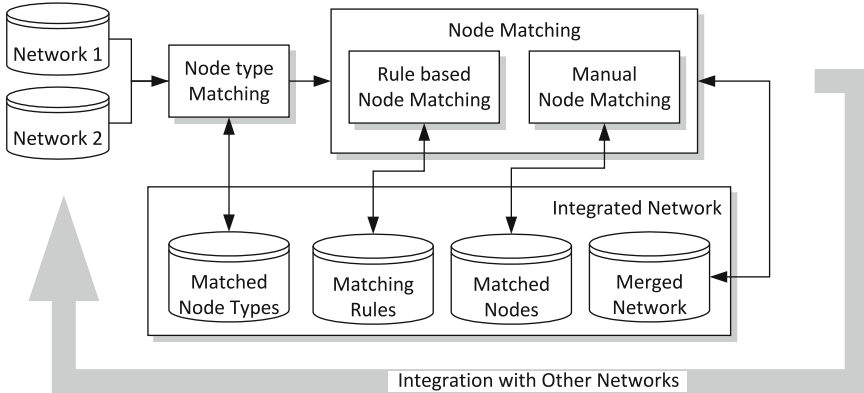 Network 1
Network 2
Node type
Matching
Node Matching
Rule based
Node Matching
Manual
Node Matching
Integrated Network
Matched
Node Types
Matching
Rules
Matched
Nodes
Merged
Network
Integration with Other Networks